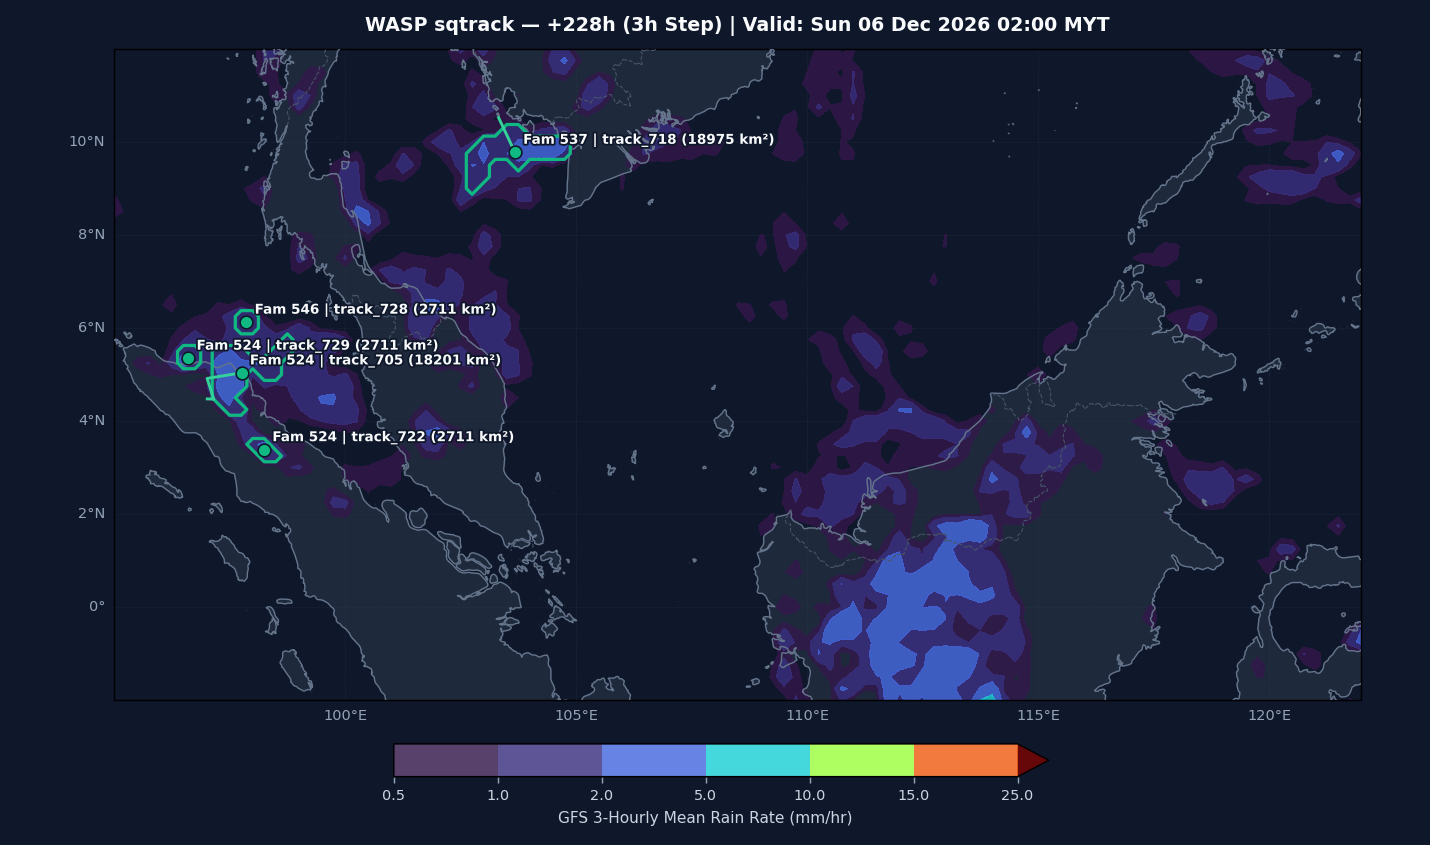 WASP sqtrack — +228h (3h Step) | Valid: Sun 06 Dec 2026 02:00 MYT
10°N
8°N
6°N
4°N
2°N
0°
Fam 537 | track_718 (18975 km²)
Fam 546 | track_728 (2711 km²)
Fam 524 | track_729 (2711 km²)
Fam 524 | track_705 (18201 km²)
Fam 524 | track_722 (2711 km²)
100°E 105°E 110°E 115°E 120°E
0.5 1.0 2.0 5.0 10.0 15.0 25.0
GFS 3-Hourly Mean Rain Rate (mm/hr)